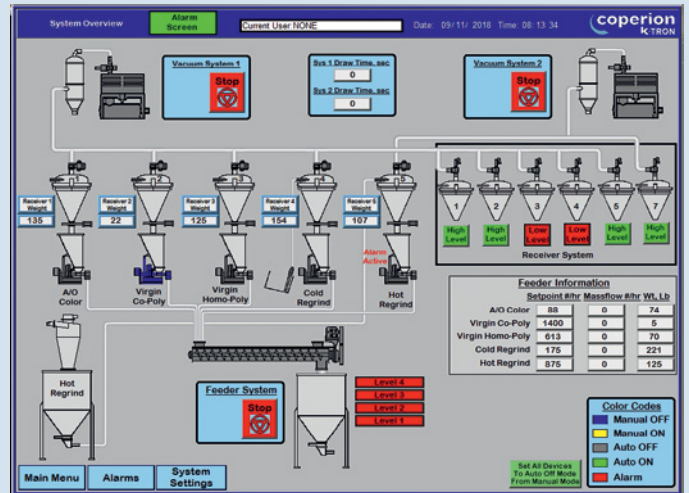 System Overview
Alarm
Screen
Current User:NONE
Date: 09/11/ 2018 Time: 08: 13 34
coperion
K-TRON
Vacuum System 1
Stop
Sys 1 Draw Time, sec
0
Sys 2 Draw Time, sec
0
Vacuum System 2
Stop
1
2
3
4
5
Receiver 1
Weight
135
Receiver 2
Weight
22
Receiver 3
Weight
125
Receiver 4
Weight
154
Receiver 5
Weight
107
1
2
3
4
5
7
High
Level
High
Level
Low
Level
Low
Level
High
Level
High
Level
Receiver System
Alarm
Active
A/O
Color
Virgin
Co-Poly
Virgin
Homo-Poly
Cold
Regrind
Hot
Regrind
Feeder Information
Setpoint #/hr Massflow #/hr Wt, Lb
A/O Color 88 0 74
Virgin Co-Poly 1400 0 5
Virgin Homo-Poly 613 0 70
Cold Regrind 175 0 221
Hot Regrind 875 0 125
Hot
Regrind
Feeder System
Stop
Level 4
Level 3
Level 2
Level 1
Color Codes
Manual OFF
Manual ON
Auto OFF
Auto ON
Alarm
Set All Devices
To Auto Off Mode
From Manual Mode
Main Menu
Alarms
System
Settings